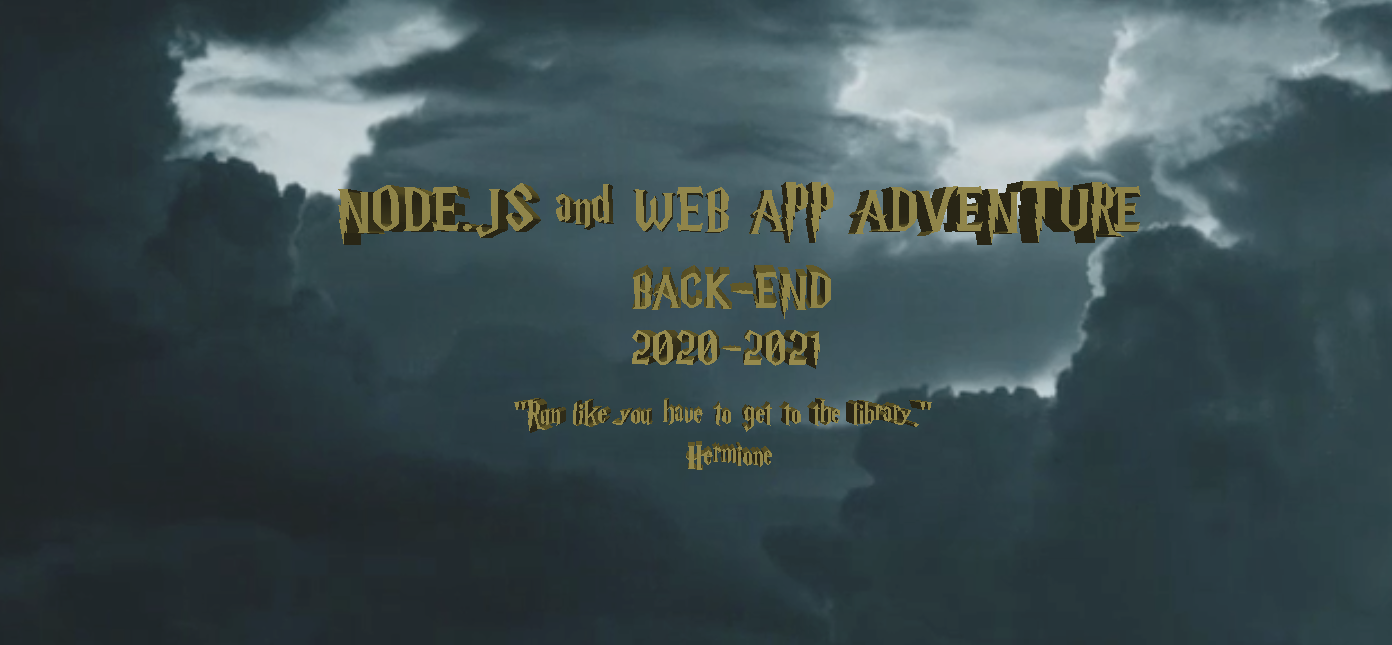 NODE.JS and WEB APP ADVENTURE
BACK-END
2020-2021
"Run like you have to get to the library."
Hermione